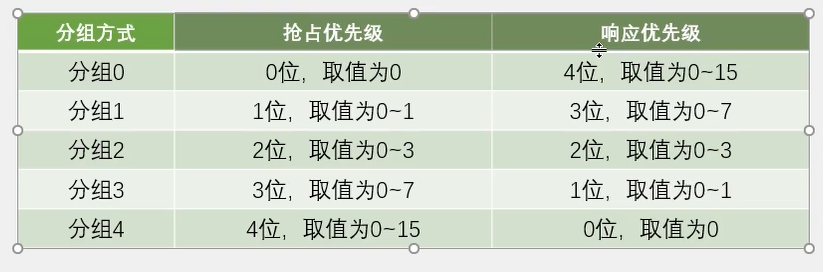 分组方式 抢占优先级 响应优先级
分组0 0位，取值为0 4位，取值为0~15
分组1 1位，取值为0~1 3位，取值为0~7
分组2 2位，取值为0~3 2位，取值为0~3
分组3 3位，取值为0~7 1位，取值为0~1
分组4 4位，取值为0~15 0位，取值为0